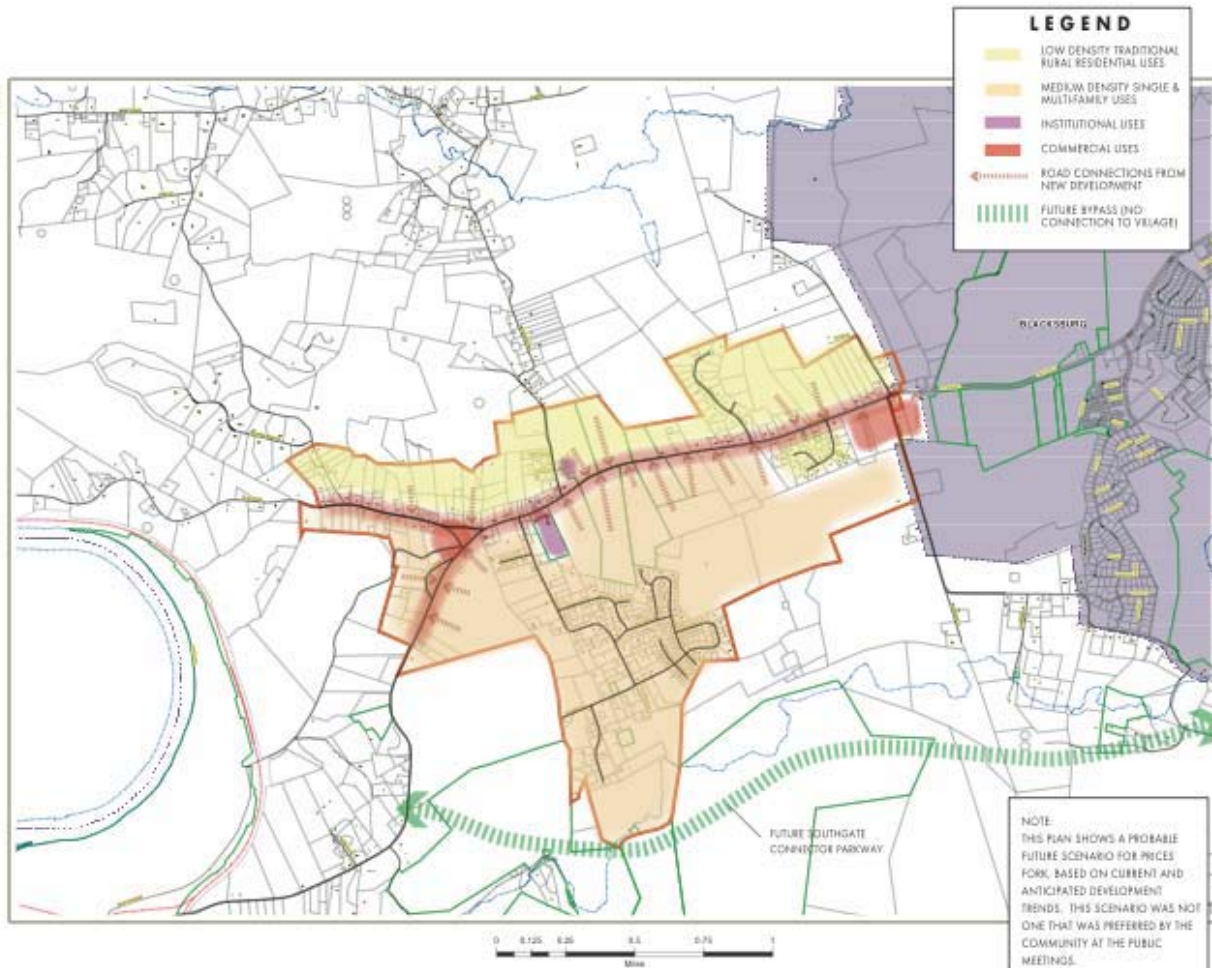 LEGEND
LOW DENSITY TRADITIONAL
RURAL RESIDENTIAL USES
MEDIUM DENSITY SINGLE &
MULTI-FAMILY USES
INSTITUTIONAL USES
COMMERCIAL USES
ROAD CONNECTIONS FROM
NEW DEVELOPMENT
FUTURE BYPASS (NO
CONNECTION TO VILLAGE)
BLACKSBURG
FUTURE SOUTHGATE
CONNECTOR PARKWAY
NOTE:
THIS PLAN SHOWS A PROBABLE
FUTURE SCENARIO FOR PRICES
FORK, BASED ON CURRENT AND
ANTICIPATED DEVELOPMENT
TRENDS. THIS SCENARIO WAS NOT
ONE THAT WAS PREFERRED BY THE
COMMUNITY AT THE PUBLIC
MEETINGS.
0 0.125 0.25 0.5 0.75 1
Miles